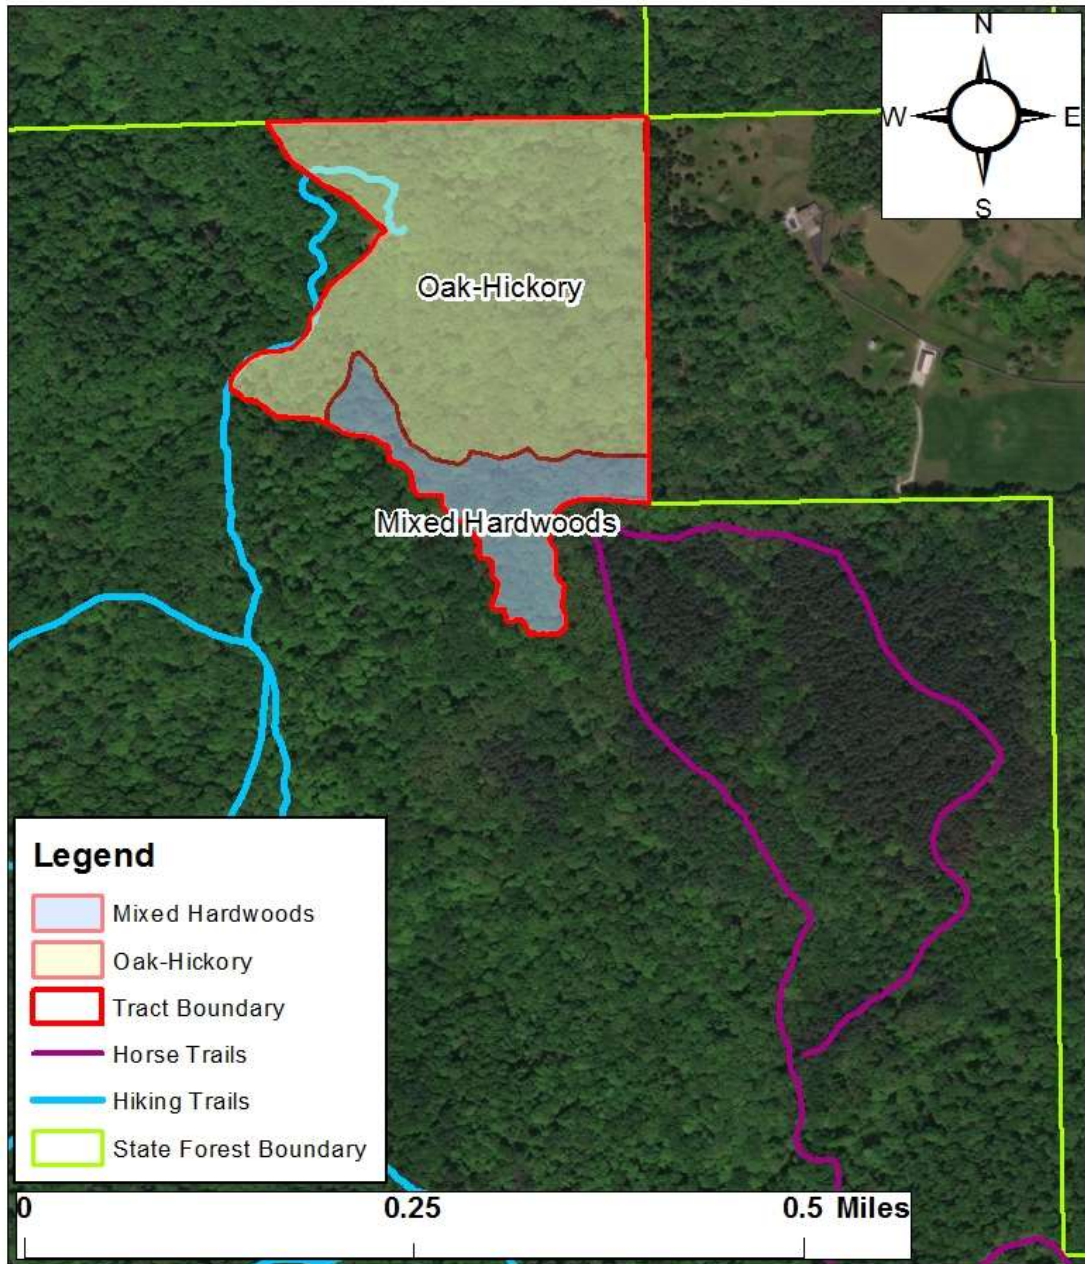 N
W E
S
Oak-Hickory
Mixed Hardwoods
Legend
Mixed Hardwoods
Oak-Hickory
Tract Boundary
Horse Trails
Hiking Trails
State Forest Boundary
0 0.25 0.5 Miles